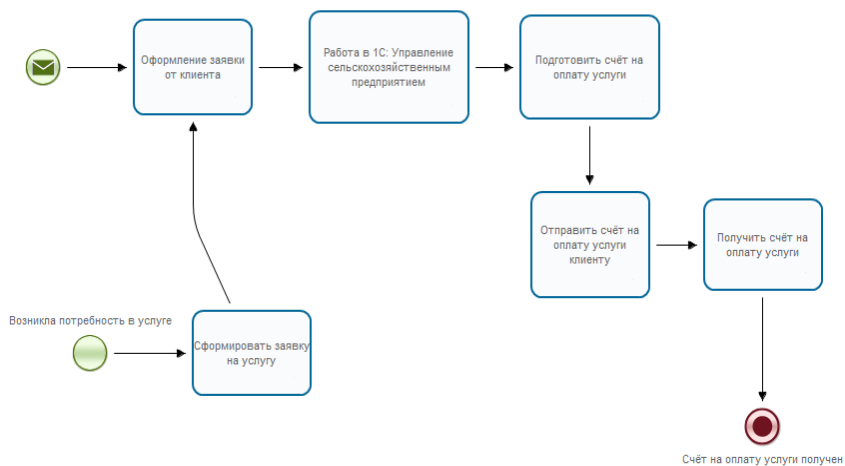 Оформление заявки
от клиента
Работа в 1С: Управление
сельскохозяйственным
предприятием
Подготовить счёт на
оплату услуги
Отправить счёт на
оплату услуги
клиенту
Получить счёт на
оплату услуги
Возникла потребность в услуге
Сформировать заявку
на услугу
Счёт на оплату услуги получен